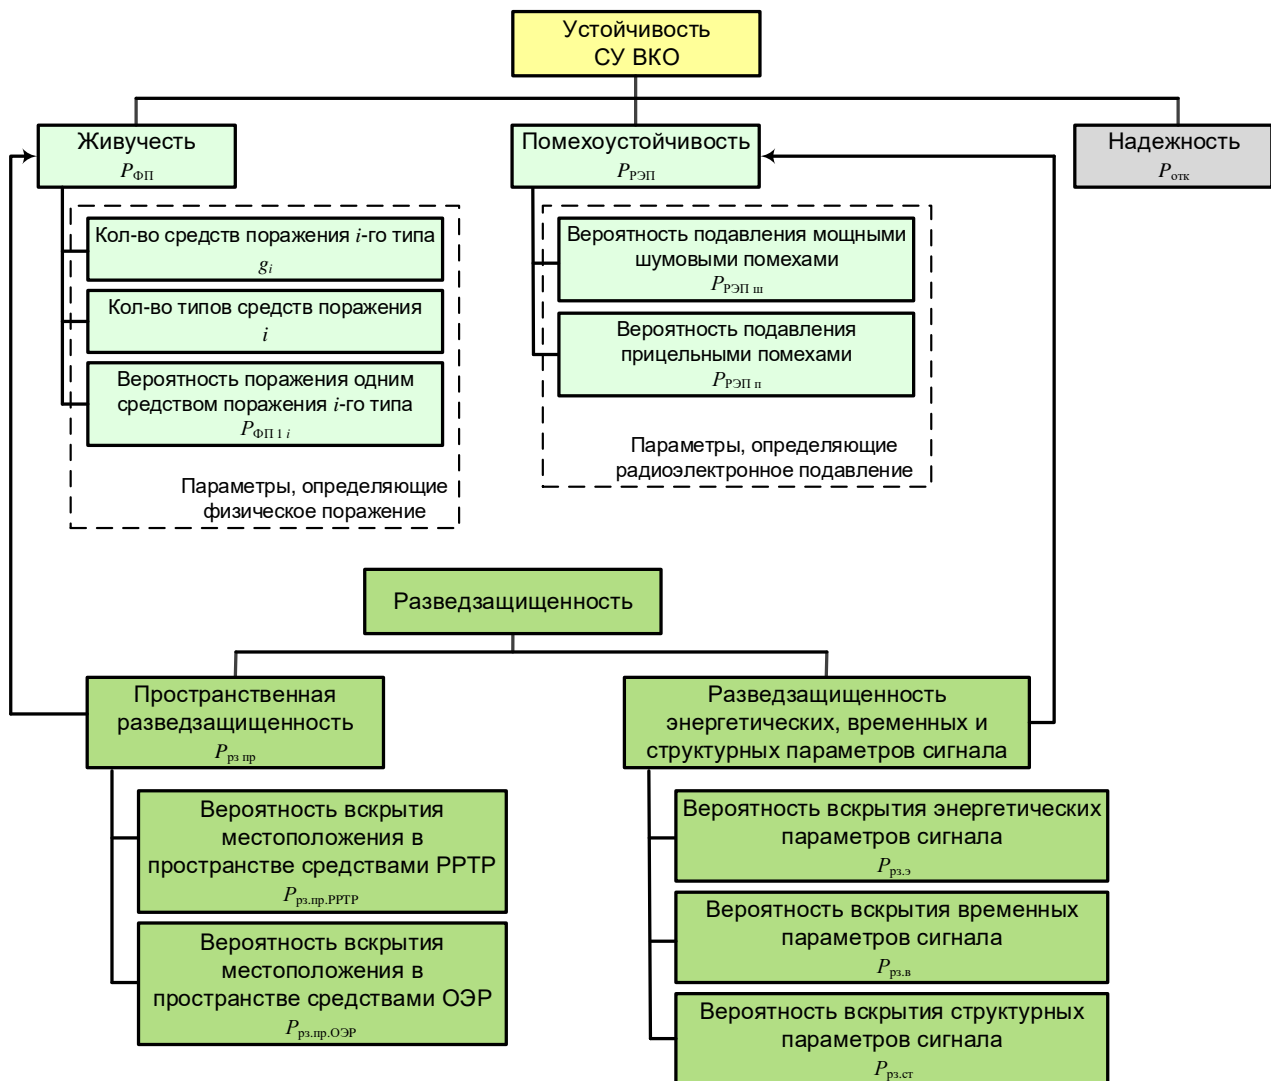 Устойчивость
СУ ВКО
Живучесть
PФП
Помехоустойчивость
PРЭП
Надежность
Pотк
Кол-во средств поражения i-го типа
gi
Кол-во типов средств поражения
i
Вероятность поражения одним
средством поражения i-го типа
PФП 1 i
Параметры, определяющие
физическое поражение
Вероятность подавления мощными
шумовыми помехами
PРЭП ш
Вероятность подавления
прицельными помехами
PРЭП п
Параметры, определяющие
радиоэлектронное подавление
Разведзащищенность
Пространственная
разведзащищенность
Pрз пр
Вероятность вскрытия
местоположения в
пространстве средствами РРТР
Pрз.пр.РРТР
Вероятность вскрытия
местоположения в
пространстве средствами ОЭР
Pрз.пр.ОЭР
Разведзащищенность
энергетических, временных и
структурных параметров сигнала
Вероятность вскрытия энергетических
параметров сигнала
Pрз.э
Вероятность вскрытия временных
параметров сигнала
Pрз.в
Вероятность вскрытия структурных
параметров сигнала
Pрз.ст